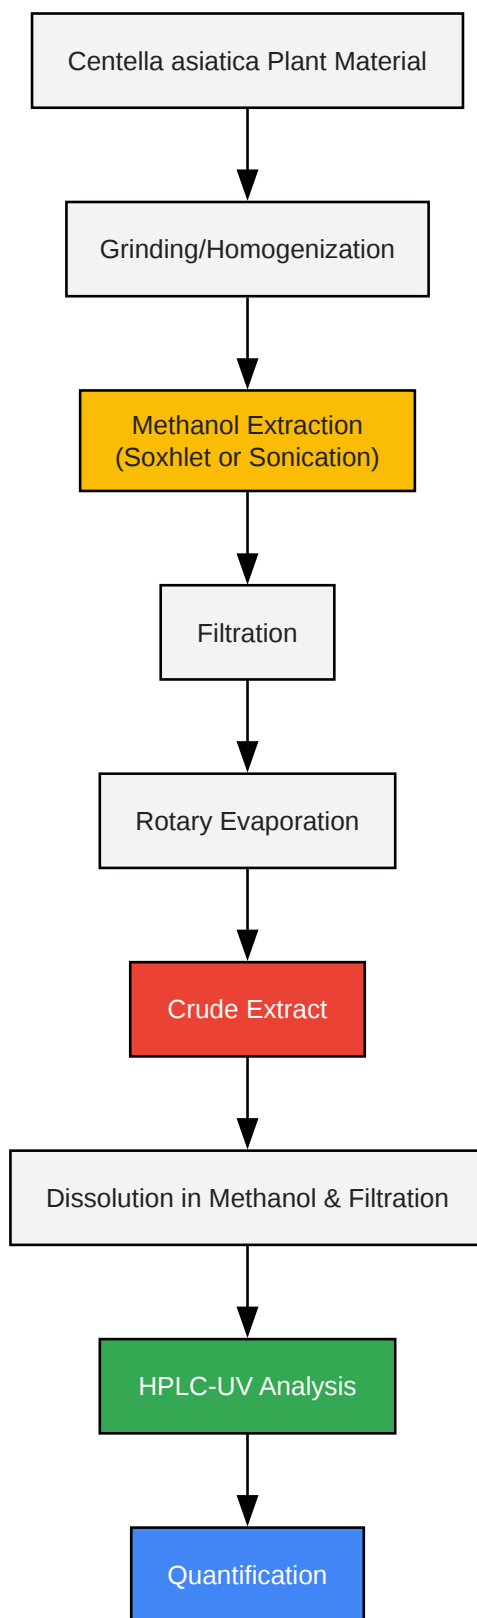 Centella asiatica Plant Material
Grinding/Homogenization
Methanol Extraction
(Soxhlet or Sonication)
Filtration
Rotary Evaporation
Crude Extract
Dissolution in Methanol & Filtration
HPLC-UV Analysis
Quantification